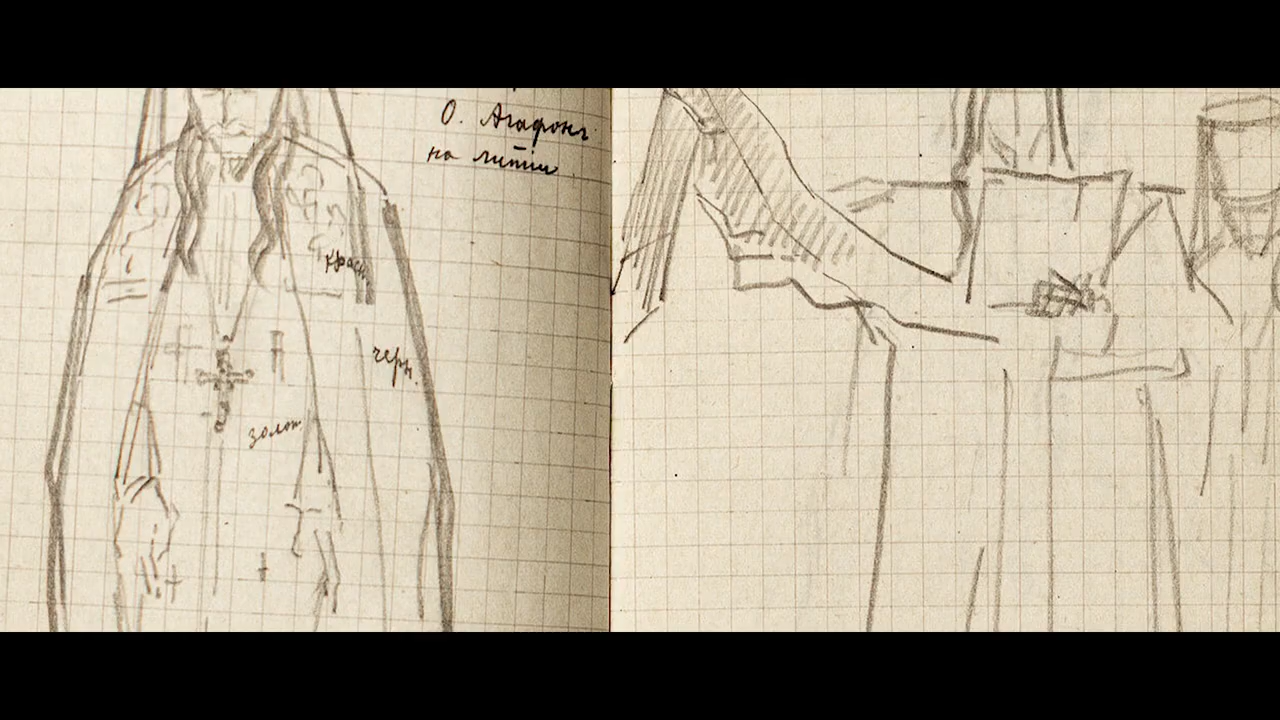 О. Агафонъ
на литіи
красн.
черн.
золот.